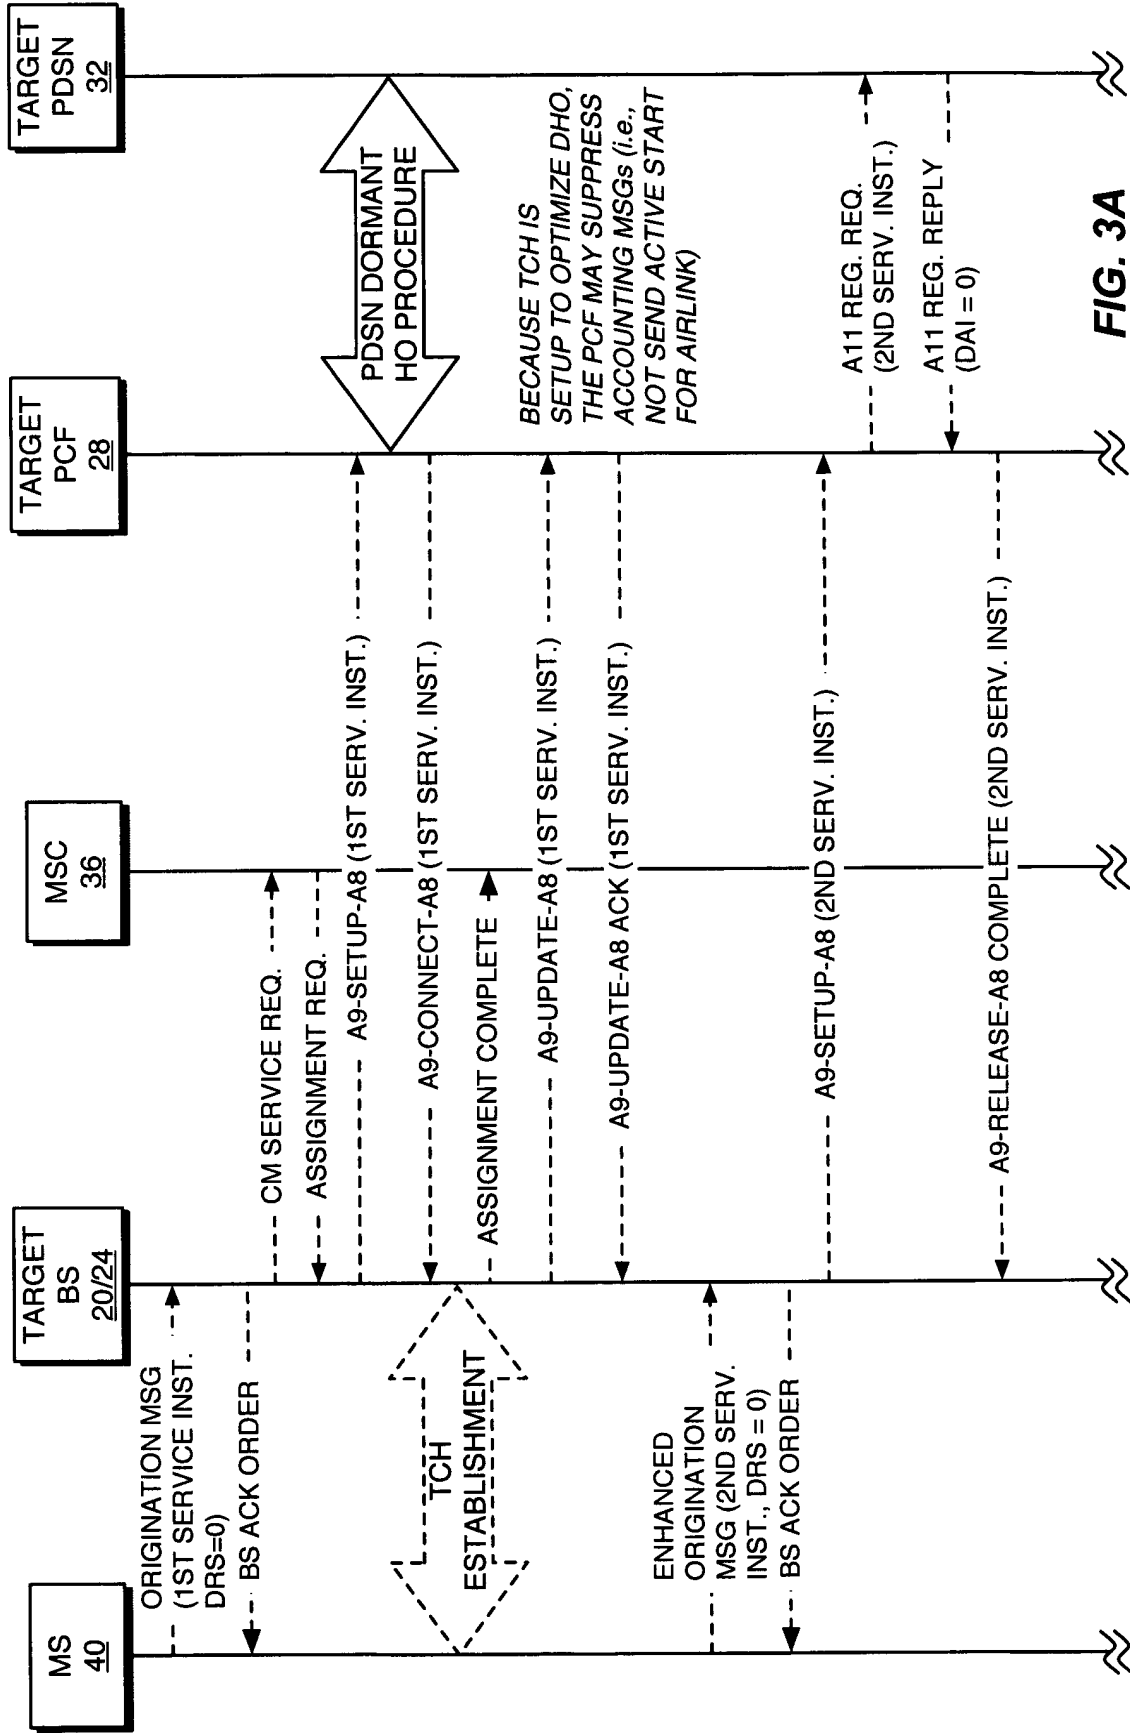 MS
40
TARGET
BS
20/24
MSC
36
TARGET
PCF
28
TARGET
PDSN
32
ORIGINATION MSG
(1ST SERVICE INST.
DRS=0)
BS ACK ORDER
CM SERVICE REQ.
ASSIGNMENT REQ.
A9-SETUP-A8 (1ST SERV. INST.)
PDSN DORMANT
HO PROCEDURE
A9-CONNECT-A8 (1ST SERV. INST.)
TCH
ESTABLISHMENT
ASSIGNMENT COMPLETE
A9-UPDATE-A8 (1ST SERV. INST.)
BECAUSE TCH IS
SETUP TO OPTIMIZE DHO,
THE PCF MAY SUPPRESS
ACCOUNTING MSGs (i.e.,
NOT SEND ACTIVE START
FOR AIRLINK)
A9-UPDATE-A8 ACK (1ST SERV. INST.)
ENHANCED
ORIGINATION
MSG (2ND SERV.
INST., DRS = 0)
BS ACK ORDER
A9-SETUP-A8 (2ND SERV. INST.)
A11 REG. REQ.
(2ND SERV. INST.)
A11 REG. REPLY
(DAI = 0)
A9-RELEASE-A8 COMPLETE (2ND SERV. INST.)
FIG. 3A